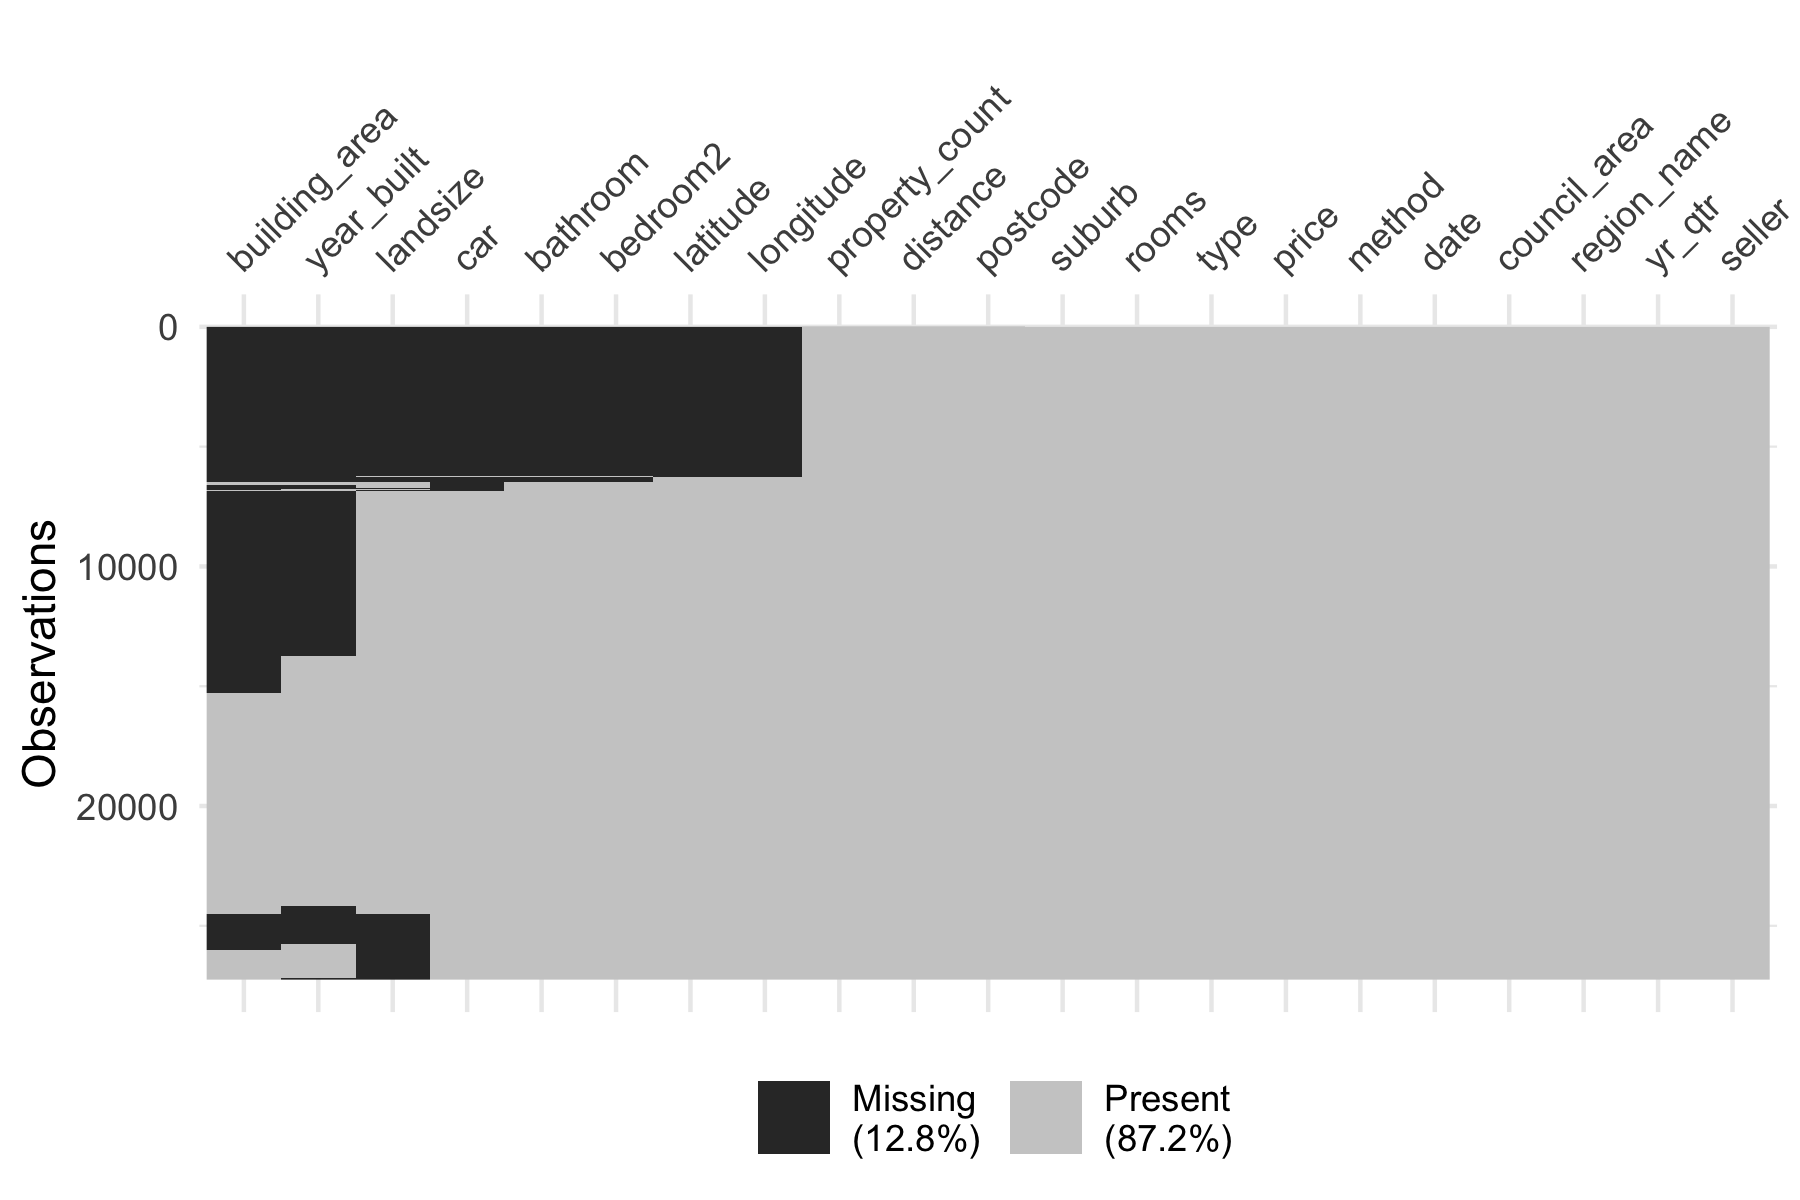 building_area
year_built
landsize
car
bathroom
bedroom2
latitude
longitude
property_count
distance
postcode
suburb
rooms
type
price
method
date
council_area
region_name
yr_qtr
seller
0
10000
20000
Observations
Missing
(12.8%)
Present
(87.2%)